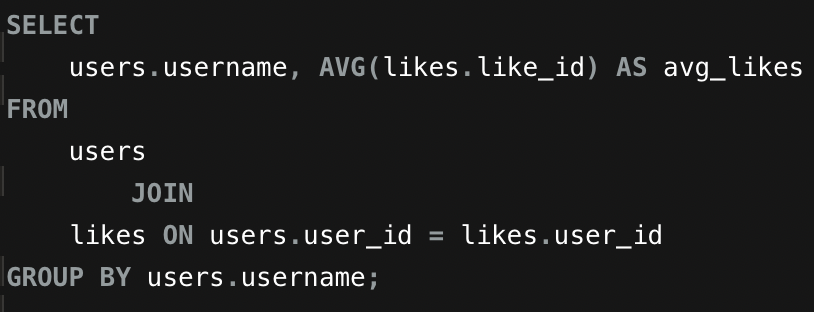 SELECT
users.username, AVG(likes.like_id) AS avg_likes
FROM
users
JOIN
likes ON users.user_id = likes.user_id
GROUP BY users.username;